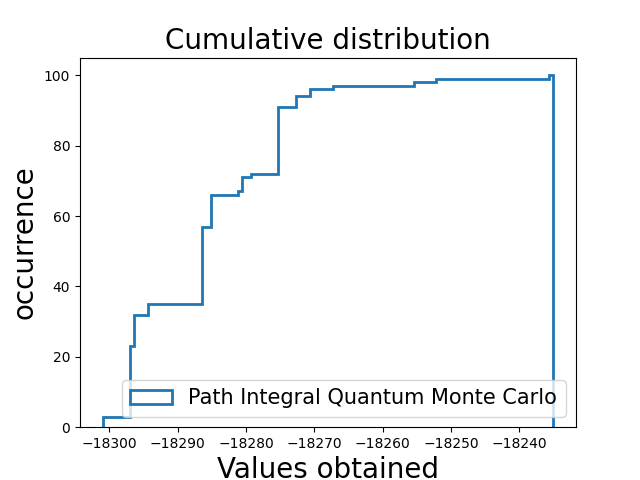 Cumulative distribution
100
80
60
40
20
0
occurrence
Path Integral Quantum Monte Carlo
−18300 −18290 −18280 −18270 −18260 −18250 −18240
Values obtained